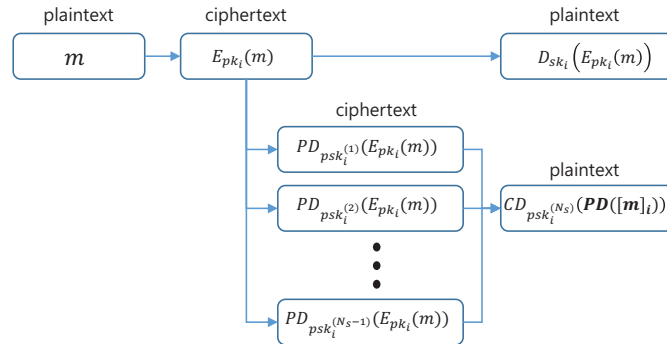 plaintext
ciphertext
plaintext
m
E_{pk_i}(m)
D_{sk_i}(E_{pk_i}(m))
ciphertext
PD_{psk_i^{(1)}}(E_{pk_i}(m))
plaintext
PD_{psk_i^{(2)}}(E_{pk_i}(m))
CD_{psk_i^{(N_s)}}(PD([m]_i))
PD_{psk_i^{(N_s-1)}}(E_{pk_i}(m))